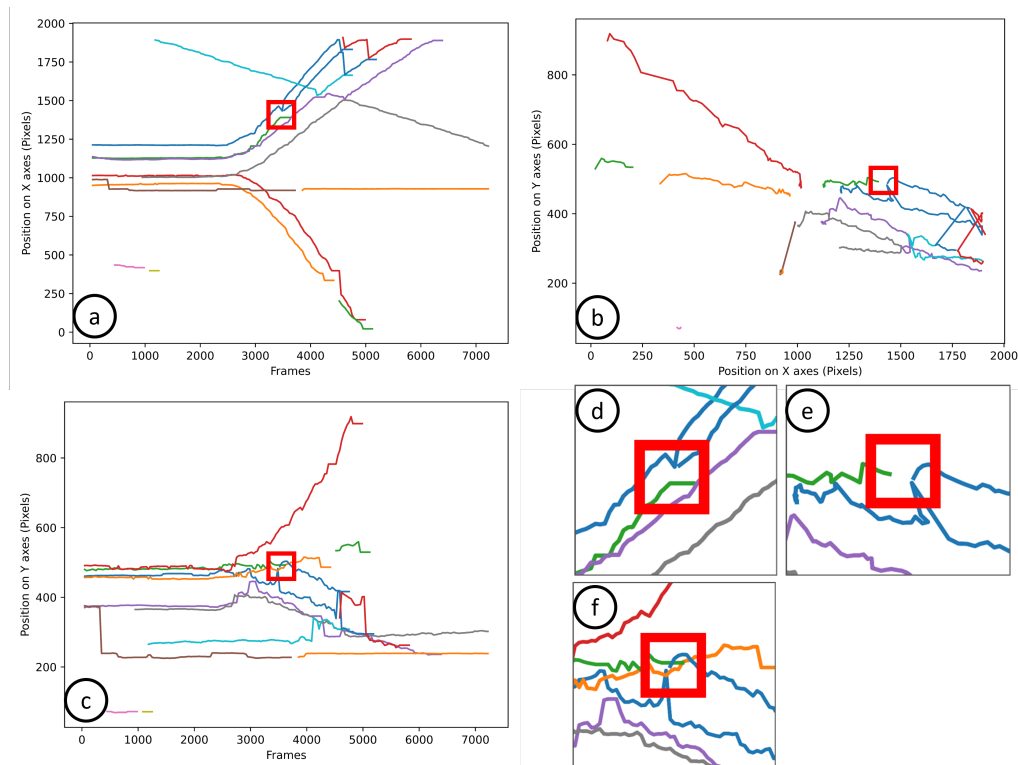 2000
1750
1500
1250
1000
750
500
250
0
Position on X axes (Pixels)
0 1000 2000 3000 4000 5000 6000 7000
Frames
a
800
600
400
200
Position on Y axes (Pixels)
0 250 500 750 1000 1250 1500 1750 2000
Position on X axes (Pixels)
b
800
600
400
200
Position on Y axes (Pixels)
0 1000 2000 3000 4000 5000 6000 7000
Frames
c
d
e
f